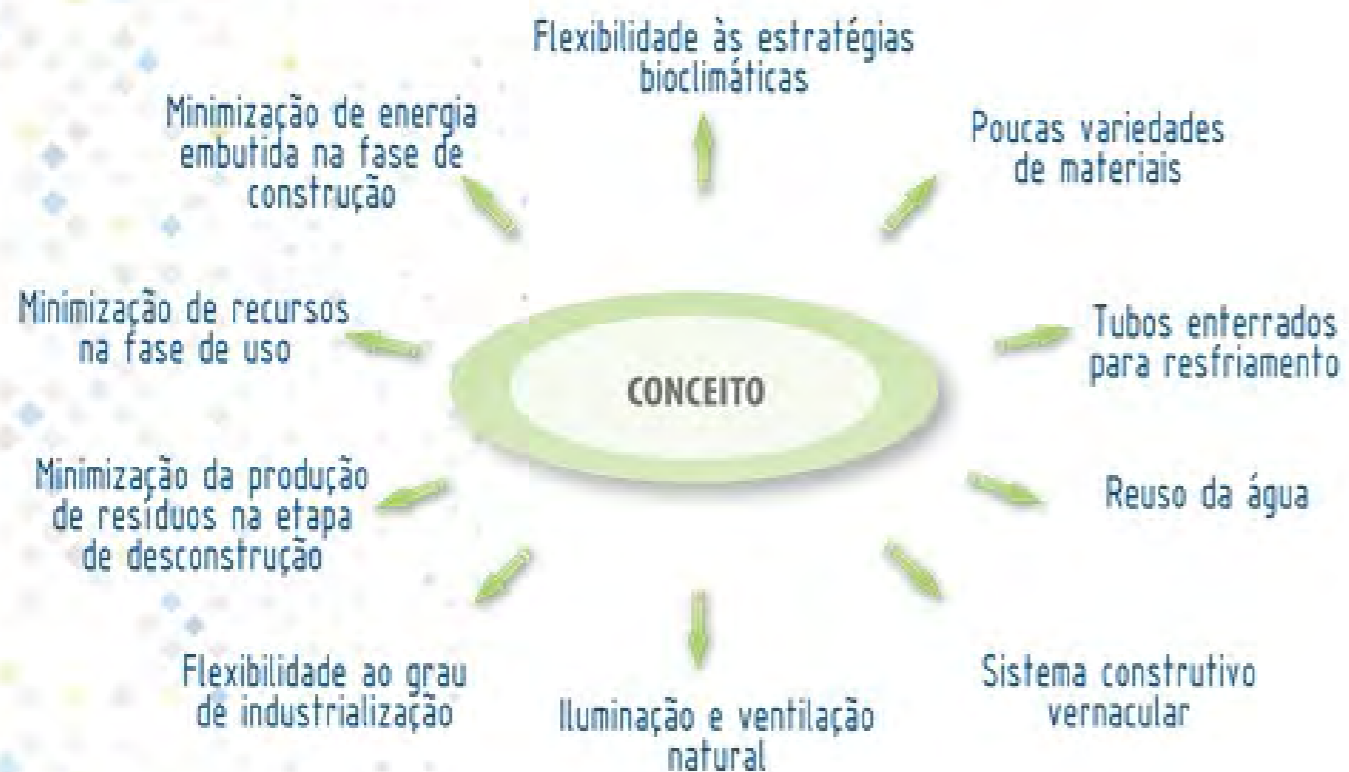 Flexibilidade às estratégias
bioclimáticas
Minimização de energia
embutida na fase de
construção
Poucas variedades
de materiais
Minimização de recursos
na fase de uso
Tubos enterrados
para resfriamento
CONCEITO
Minimização da produção
de resíduos na etapa
de desconstrução
Reuso da água
Flexibilidade ao grau
de industrialização
Iluminação e ventilação
natural
Sistema construtivo
vernacular